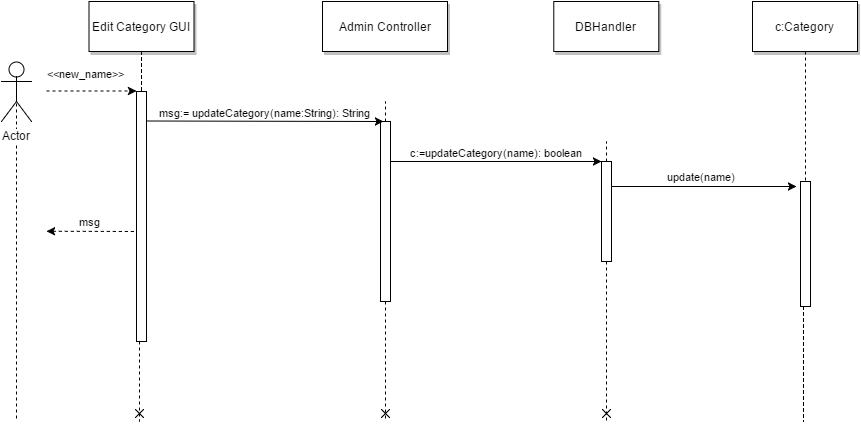 Edit Category GUI
Admin Controller
DBHandler
c:Category
<<new_name>>
msg:= updateCategory(name:String): String
Actor
c:=updateCategory(name): boolean
update(name)
msg